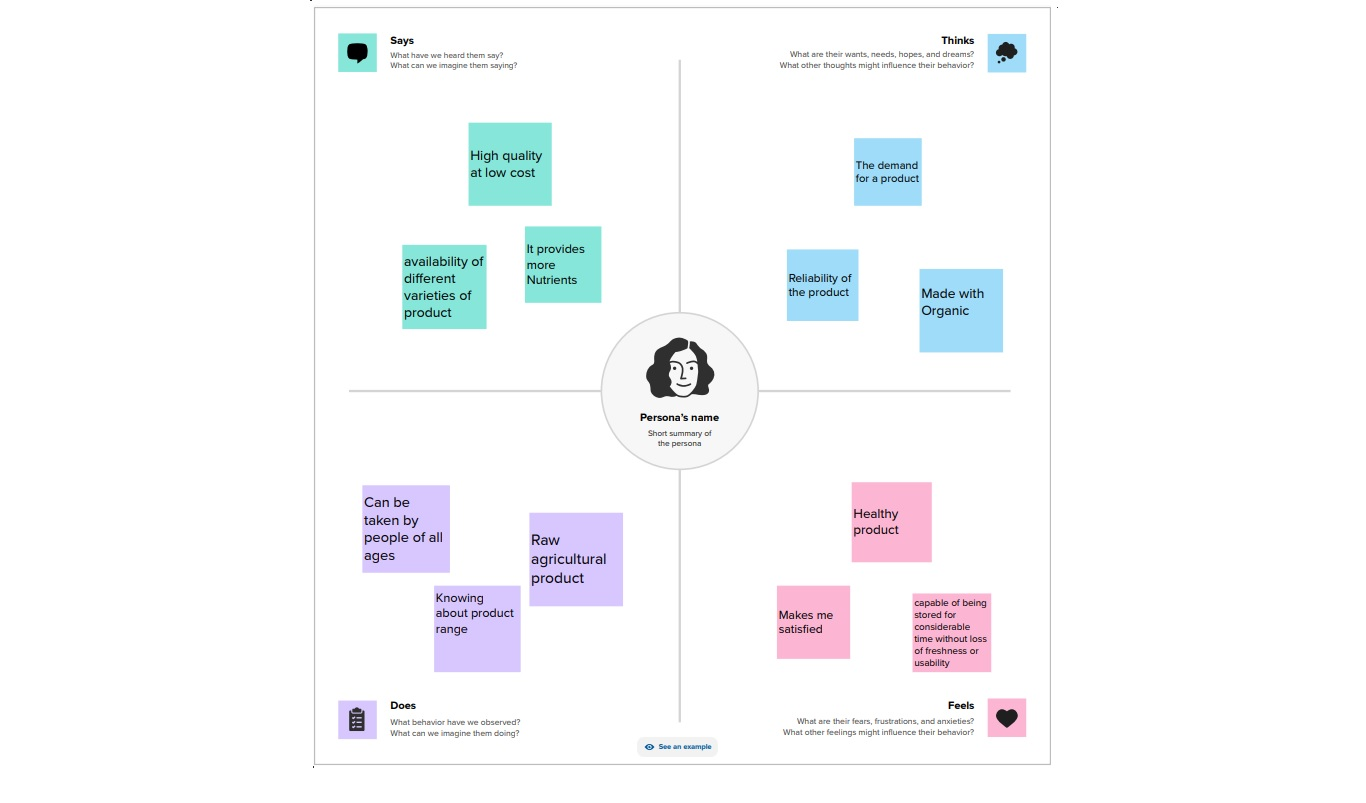 Says
What have we heard them say?
What can we imagine them saying?
Thinks
What are their wants, needs, hopes, and dreams?
What other thoughts might influence their behavior?
High quality
at low cost
availability of
different
varieties of
product
It provides
more
Nutrients
The demand
for a product
Reliability of
the product
Made with
Organic
Persona's name
Short summary of
the persona
Can be
taken by
people of all
ages
Raw
agricultural
product
Knowing
about product
range
Healthy
product
Makes me
satisfied
capable of being
stored for
considerable
time without loss
of freshness or
usability
Does
What behavior have we observed?
What can we imagine them doing?
Feels
What are their fears, frustrations, and anxieties?
What other feelings might influence their behavior?
See an example